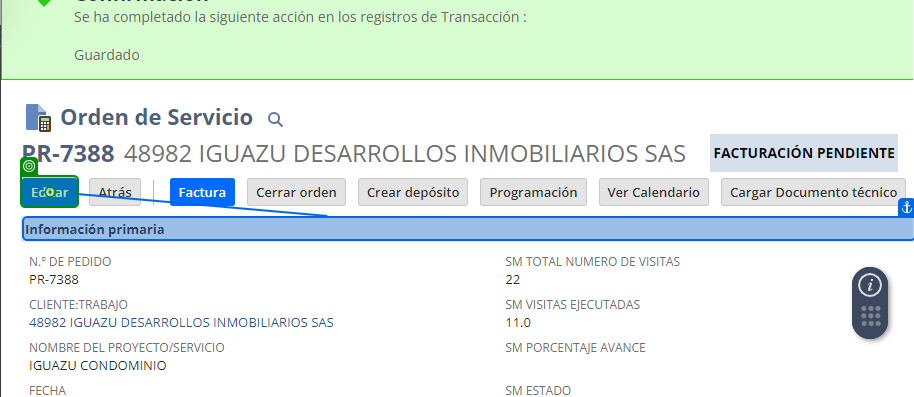 Se ha completado la siguiente acción en los registros de Transacción :
Guardado
Orden de Servicio
PR-7388 48982 IGUAZU DESARROLLOS INMOBILIARIOS SAS FACTURACIÓN PENDIENTE
Editar Atrás Factura Cerrar orden Crear depósito Programación Ver Calendario Cargar Documento técnico
Información primaria
N.º DE PEDIDO
PR-7388
CLIENTE:TRABAJO
48982 IGUAZU DESARROLLOS INMOBILIARIOS SAS
NOMBRE DEL PROYECTO/SERVICIO
IGUAZU CONDOMINIO
FECHA
SM TOTAL NUMERO DE VISITAS
22
SM VISITAS EJECUTADAS
11.0
SM PORCENTAJE AVANCE
SM ESTADO